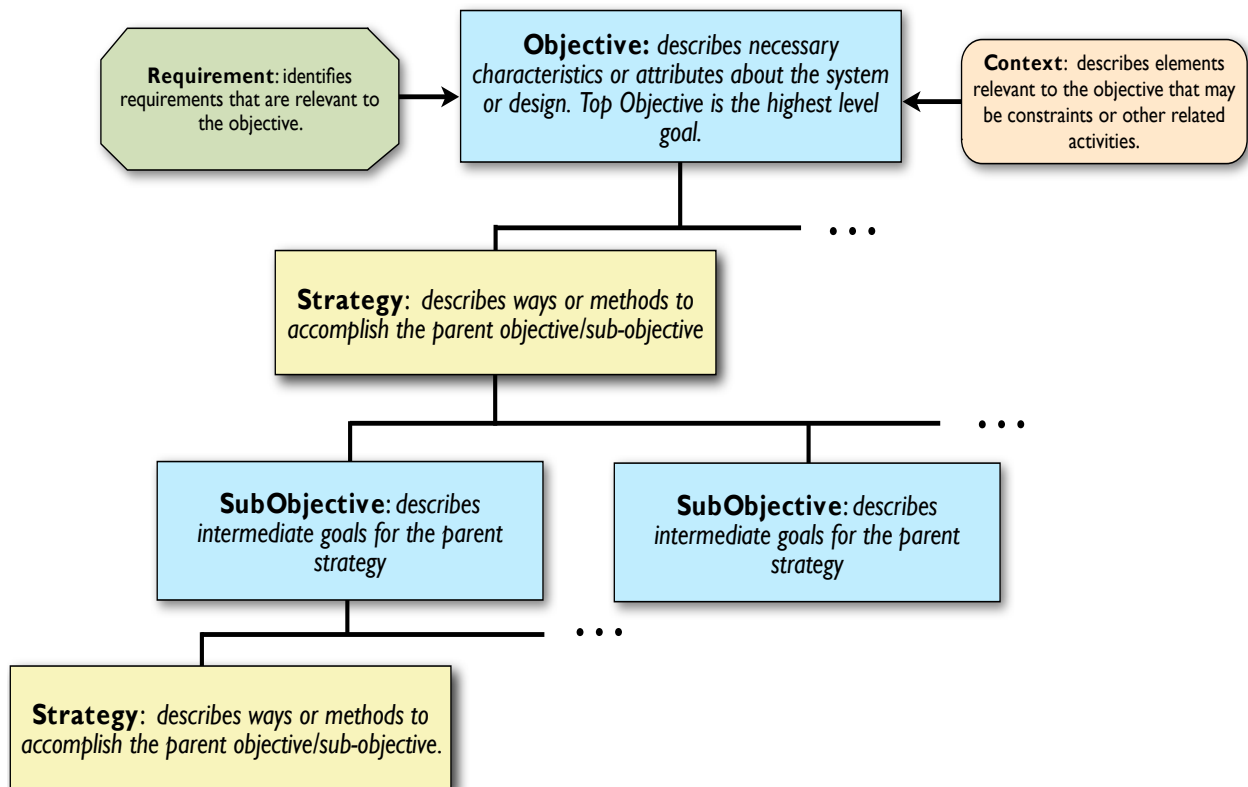 Requirement: identifies
requirements that are relevant to
the objective.
Objective: describes necessary
characteristics or attributes about the system
or design. Top Objective is the highest level
goal.
Context: describes elements
relevant to the objective that may
be constraints or other related
activities.
...
Strategy: describes ways or methods to
accomplish the parent objective/sub-objective
...
SubObjective: describes
intermediate goals for the parent
strategy
SubObjective: describes
intermediate goals for the parent
strategy
...
Strategy: describes ways or methods to
accomplish the parent objective/sub-objective.